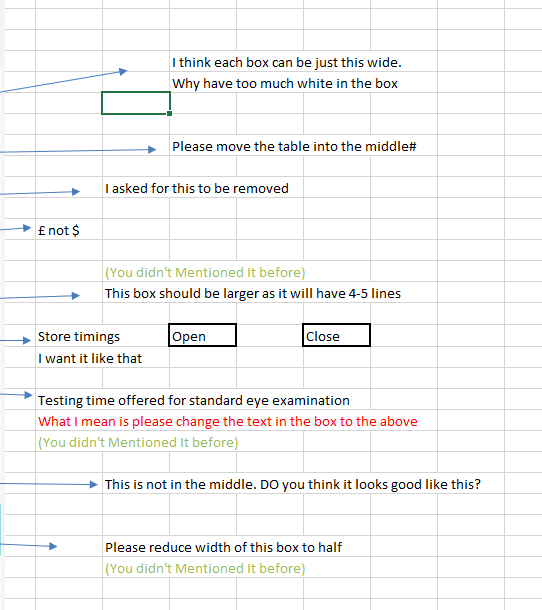 I think each box can be just this wide.
Why have too much white in the box
Please move the table into the middle#
I asked for this to be removed
£ not $
(You didn't Mentioned It before)
This box should be larger as it will have 4-5 lines
Store timings Open Close
I want it like that
Testing time offered for standard eye examination
What I mean is please change the text in the box to the above
(You didn't Mentioned It before)
This is not in the middle. DO you think it looks good like this?
Please reduce width of this box to half
(You didn't Mentioned It before)